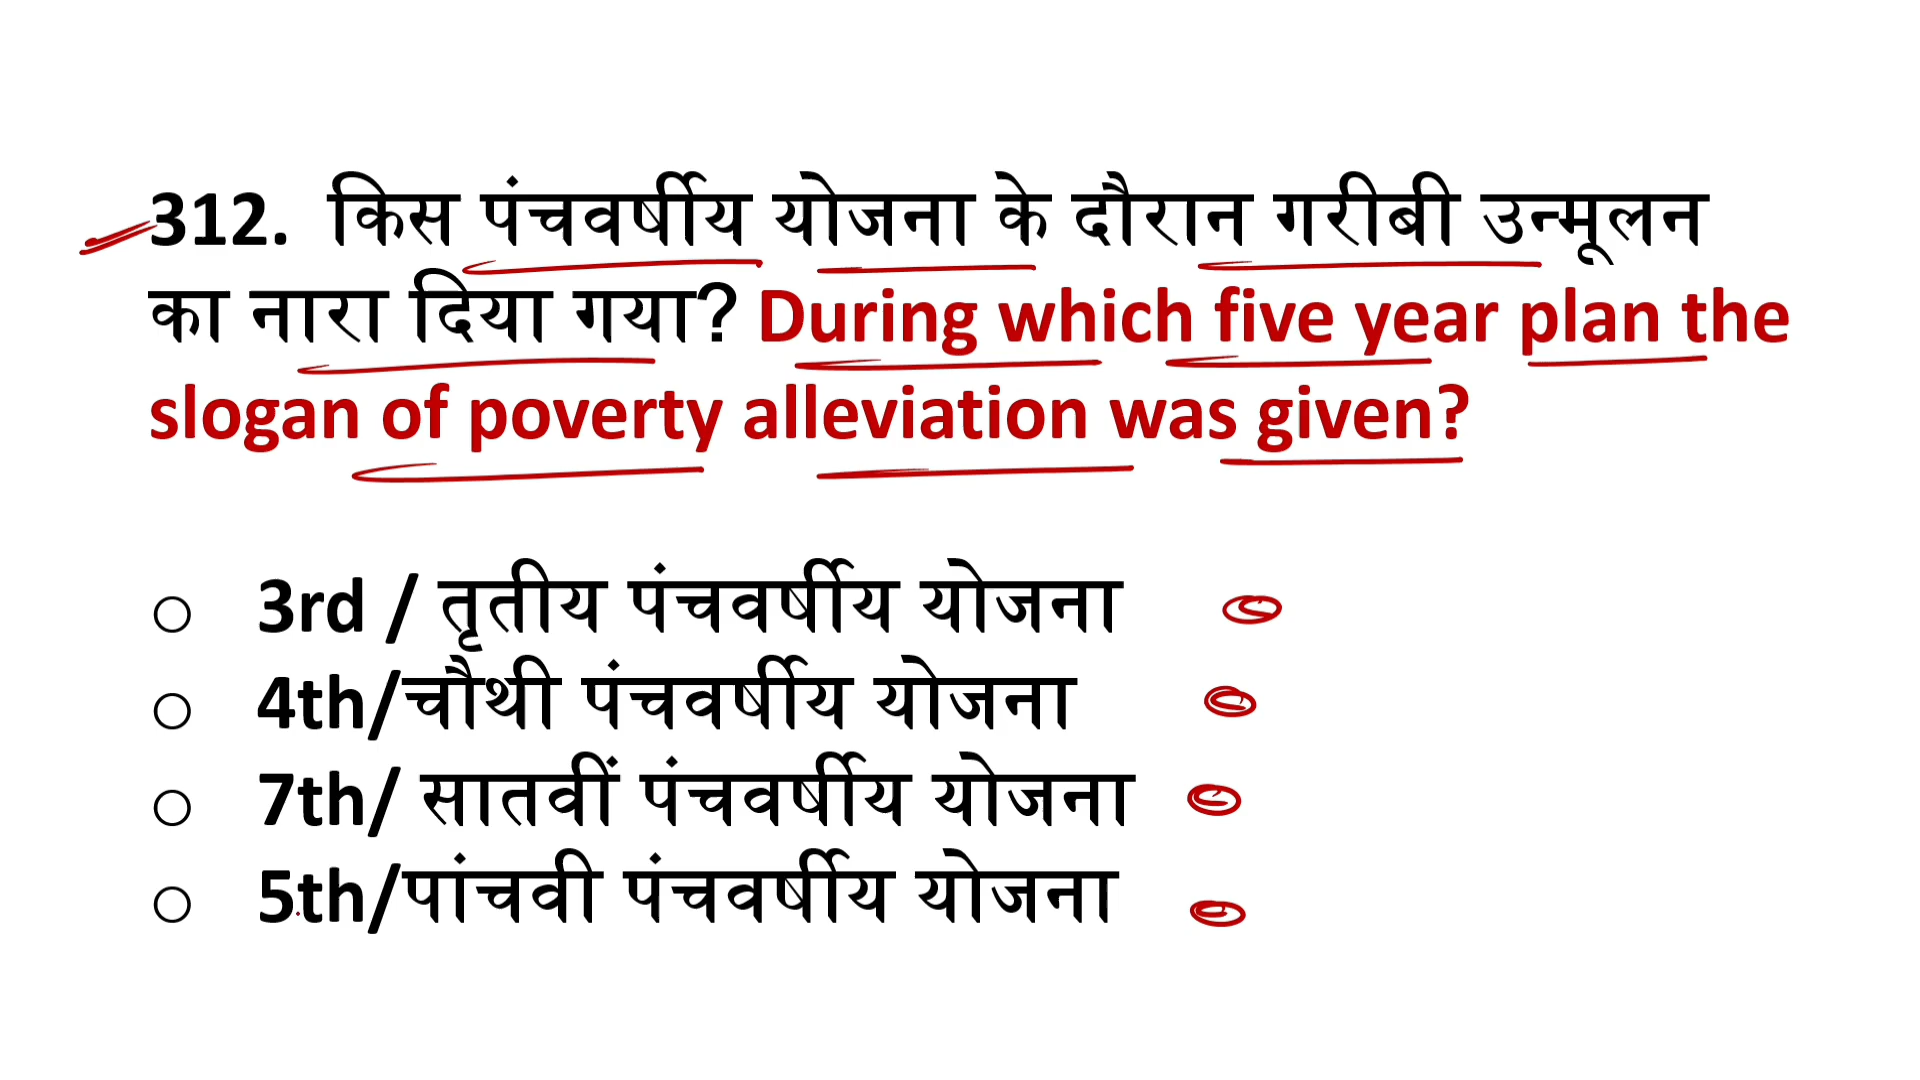 312. किस पंचवर्षीय योजना के दौरान गरीबी उन्मूलन
का नारा दिया गया? During which five year plan the
slogan of poverty alleviation was given?
○ 3rd / तृतीय पंचवर्षीय योजना
○ 4th/चौथी पंचवर्षीय योजना
○ 7th/ सातवीं पंचवर्षीय योजना
○ 5th/पांचवी पंचवर्षीय योजना